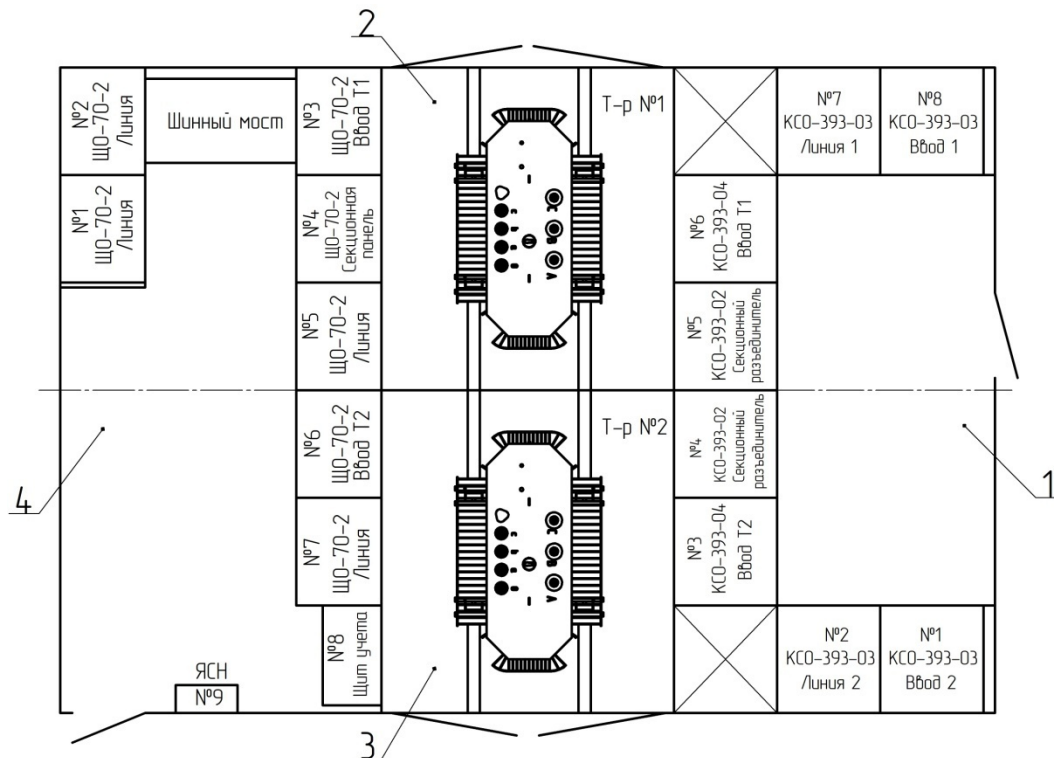 2
№2
ЩО-70-2
Линия
Шинный мост
№3
ЩО-70-2
Ввод Т1
Т-р №1
№7
КСО-393-03
Линия 1
№8
КСО-393-03
Ввод 1
№1
ЩО-70-2
Линия
№4
ЩО-70-2
Секционная
панель
№6
КСО-393-04
Ввод Т1
№5
ЩО-70-2
Линия
№5
КСО-393-02
Секционный
разъединитель
№6
ЩО-70-2
Ввод Т2
Т-р №2
№4
КСО-393-02
Секционный
разъединитель
4
1
№7
ЩО-70-2
Линия
№3
КСО-393-04
Ввод Т2
№8
Щит учета
№2
КСО-393-03
Линия 2
№1
КСО-393-03
Ввод 2
ЯСН
№9
3